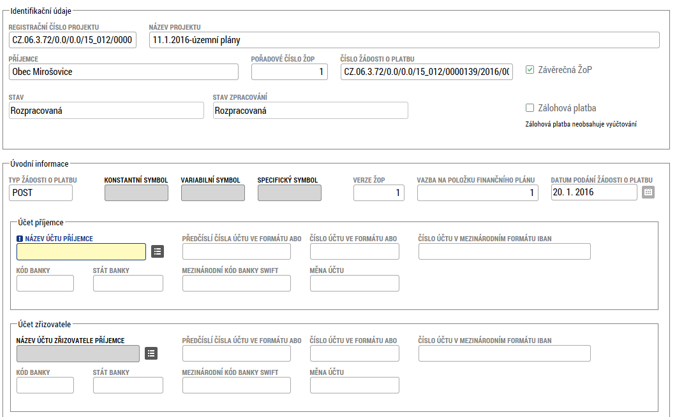 Identifikační údaje
REGISTRAČNÍ ČÍSLO PROJEKTU NÁZEV PROJEKTU
CZ.06.3.72/0.0/0.0/15_012/0000 11.1.2016-územní plány
PŘÍJEMCE POŘADOVÉ ČÍSLO ŽOP ČÍSLO ŽÁDOSTI O PLATBU
Obec Mirošovice 1 CZ.06.3.72/0.0/0.0/15_012/0000139/2016/00 Závěrečná ŽoP
STAV STAV ZPRACOVÁNÍ
Rozpracovaná Rozpracovaná Zálohová platba
Zálohová platba neobsahuje vyúčtování
Úvodní informace
TYP ŽÁDOSTI O PLATBU KONSTANTNÍ SYMBOL VARIABILNÍ SYMBOL SPECIFICKÝ SYMBOL VERZE ŽOP VAZBA NA POLOŽKU FINANČNÍHO PLÁNU DATUM PODÁNÍ ŽÁDOSTI O PLATBU
POST 1 1 20. 1. 2016
Účet příjemce
NÁZEV ÚČTU PŘÍJEMCE PŘEDČÍSLÍ ČÍSLA ÚČTU VE FORMÁTU ABO ČÍSLO ÚČTU VE FORMÁTU ABO ČÍSLO ÚČTU V MEZINÁRODNÍM FORMÁTU IBAN
KÓD BANKY STÁT BANKY MEZINÁRODNÍ KÓD BANKY SWIFT MĚNA ÚČTU
Účet zřizovatele
NÁZEV ÚČTU ZŘIZOVATELE PŘÍJEMCE PŘEDČÍSLÍ ČÍSLA ÚČTU VE FORMÁTU ABO ČÍSLO ÚČTU VE FORMÁTU ABO ČÍSLO ÚČTU V MEZINÁRODNÍM FORMÁTU IBAN
KÓD BANKY STÁT BANKY MEZINÁRODNÍ KÓD BANKY SWIFT MĚNA ÚČTU